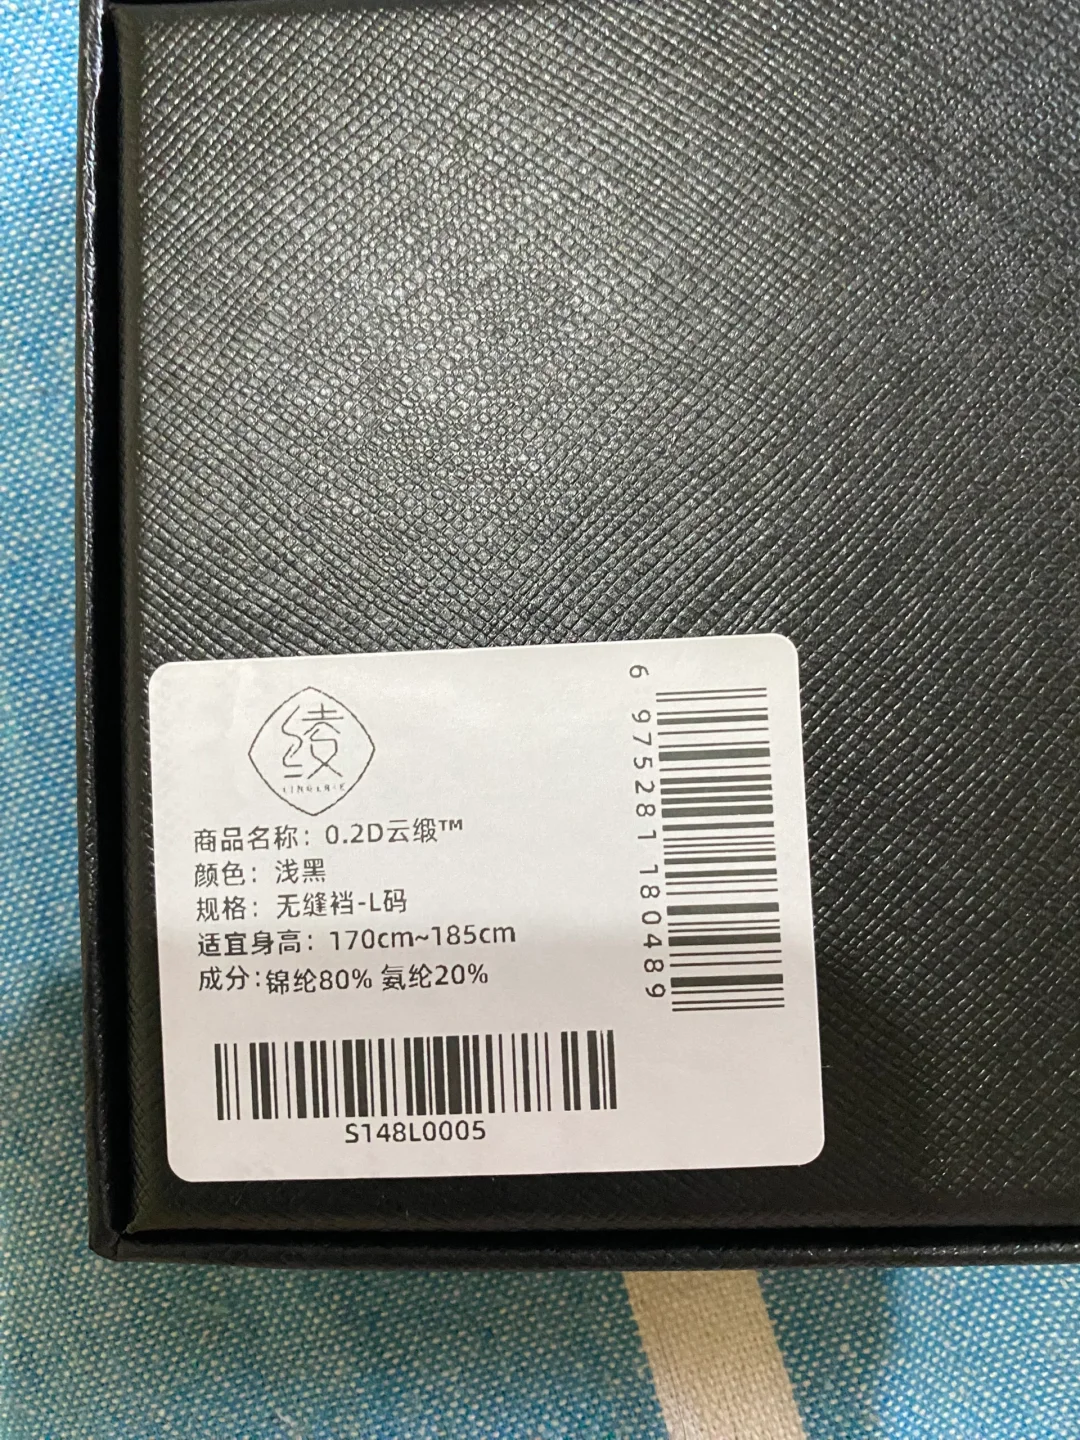 绫
商品名称：0.2D云缎™
颜色：浅黑
规格：无缝裆-L码
适宜身高：170cm~185cm
成分:锦纶80% 氨纶20%
S148L0005
6 975281 180489